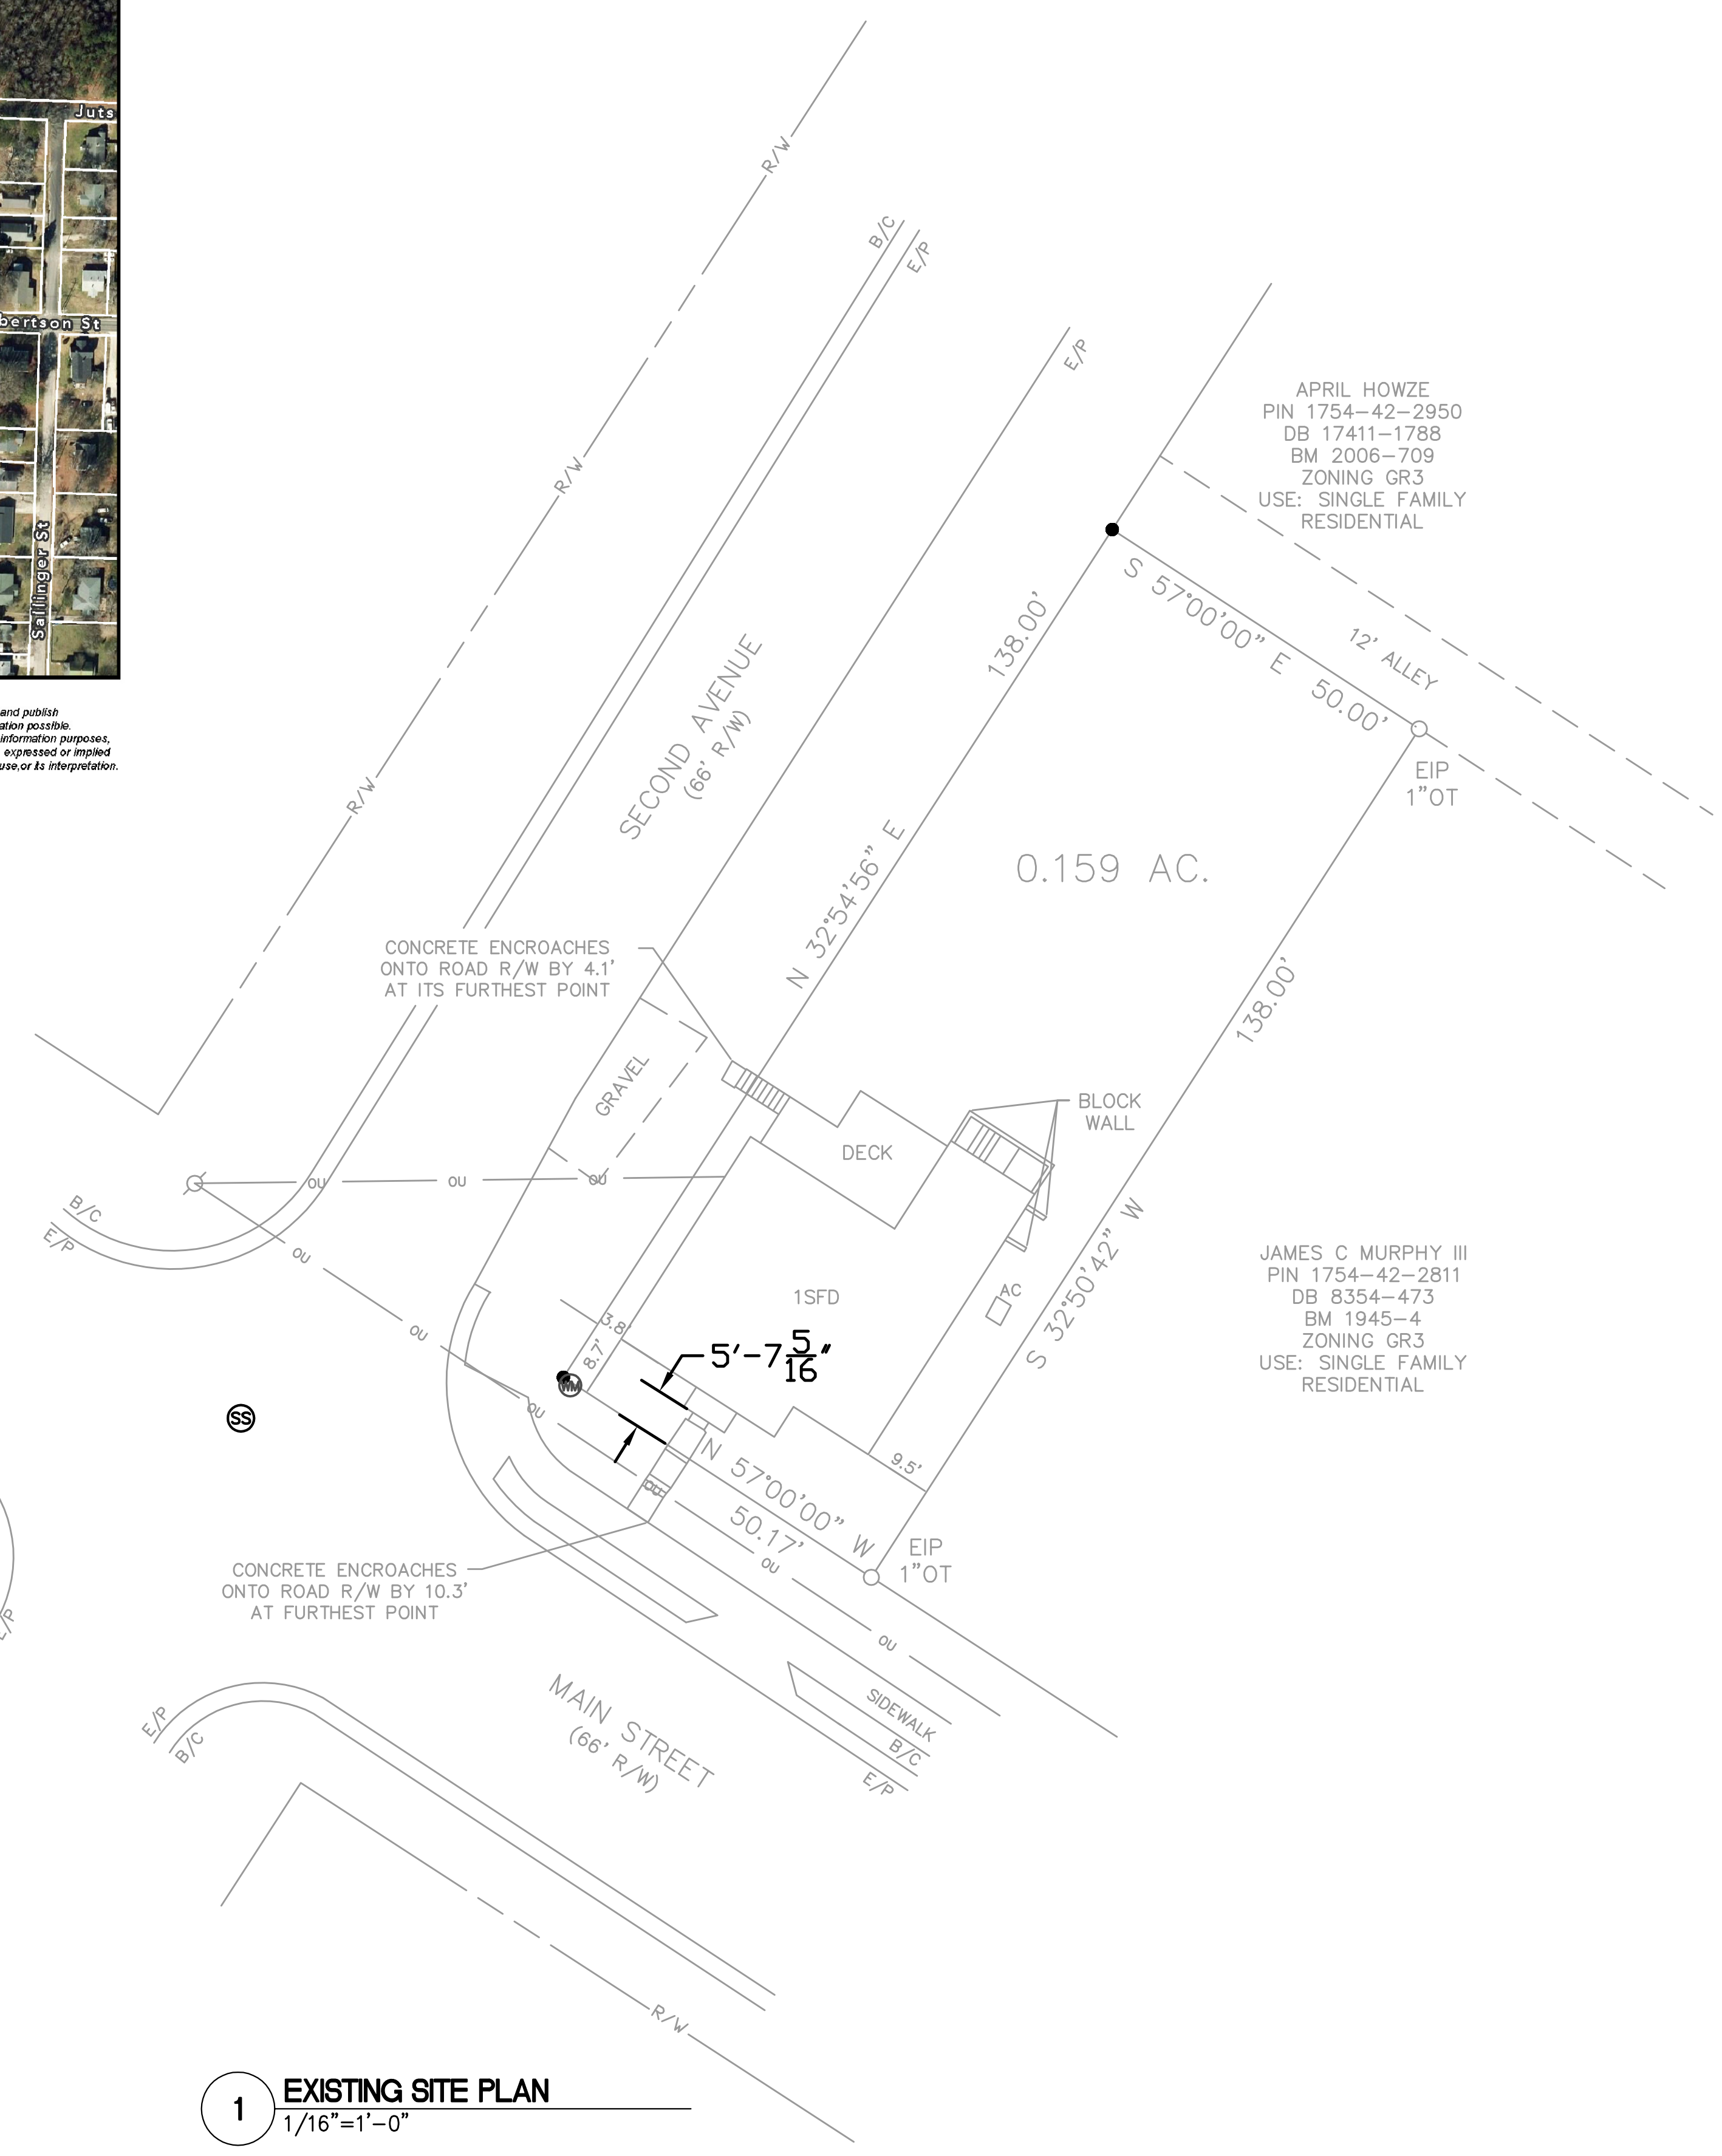 Juts
bertson St
Sallinger St
and publish
ation possible.
information purposes,
expressed or implied
use,or its interpretation.
R/W
B/C
E/P
E/P
R/W
R/W
APRIL HOWZE
PIN 1754-42-2950
DB 17411-1788
BM 2006-709
ZONING GR3
USE: SINGLE FAMILY
RESIDENTIAL
S 57°00'00" E 50.00'
12' ALLEY
138.00'
SECOND AVENUE
(66' R/W)
EIP
1"OT
0.159 AC.
N 32°54'56" E
CONCRETE ENCROACHES
ONTO ROAD R/W BY 4.1'
AT ITS FURTHEST POINT
138.00'
GRAVEL
BLOCK
WALL
DECK
OU
OU
OU
B/C
E/P
OU
OU
S 32°50'42" W
JAMES C MURPHY III
PIN 1754-42-2811
DB 8354-473
BM 1945-4
ZONING GR3
USE: SINGLE FAMILY
RESIDENTIAL
1SFD
AC
3.8'
8.7'
5'-7 5/16"
WM
SS
OU
OU
N 57°00'00" W
50.17'
9.5'
OU
EIP
1"OT
CONCRETE ENCROACHES
ONTO ROAD R/W BY 10.3'
AT FURTHEST POINT
E/P
OU
MAIN STREET
(66' R/W)
SIDEWALK
B/C
E/P
E/P
B/C
R/W
1
EXISTING SITE PLAN
1/16"=1'-0"